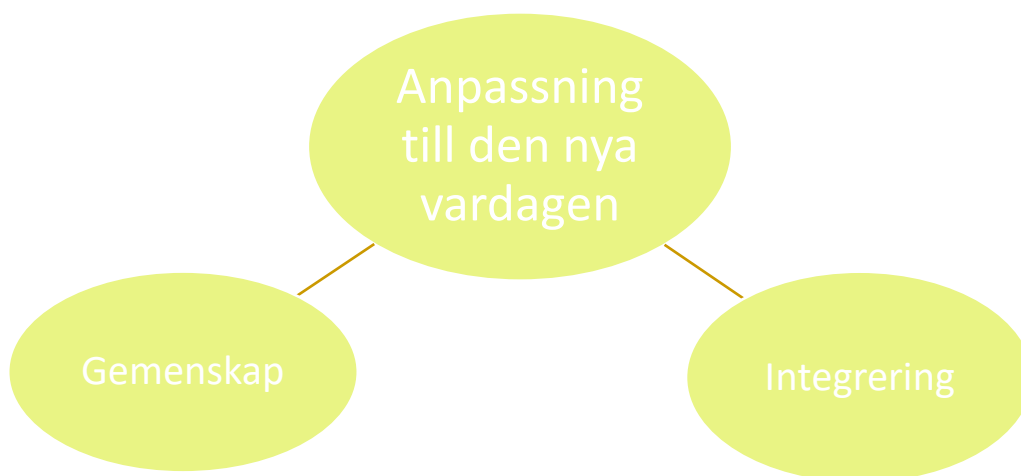 Anpassning
till den nya
vardagen
Gemenskap
Integrering